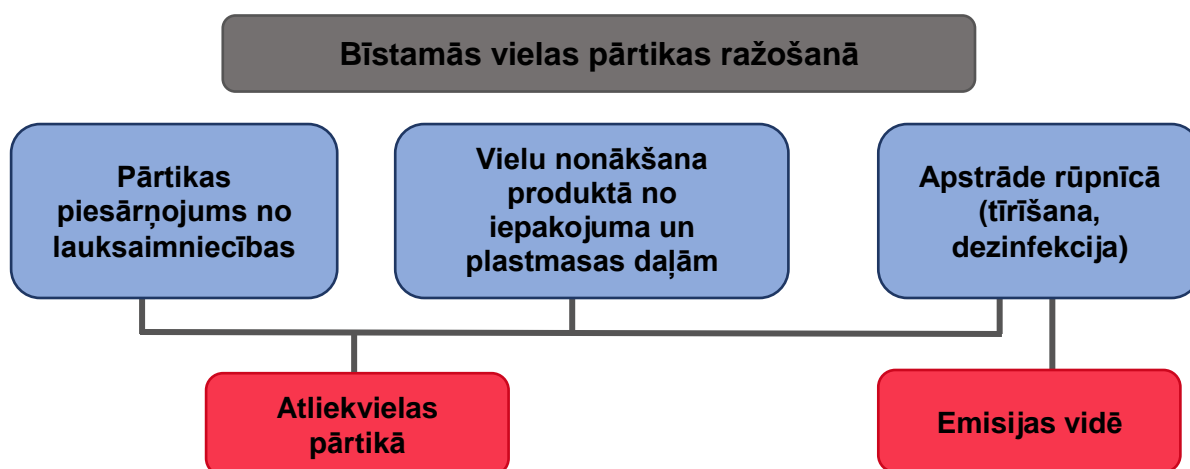 Bīstamās vielas pārtikas ražošanā
Pārtikas
piesārņojums no
lauksaimniecības
Vielu nonākšana
produktā no
iepakojuma un
plastmasas daļām
Apstrāde rūpnīcā
(tīrīšana,
dezinfekcija)
Atliekvielas
pārtikā
Emisijas vidē